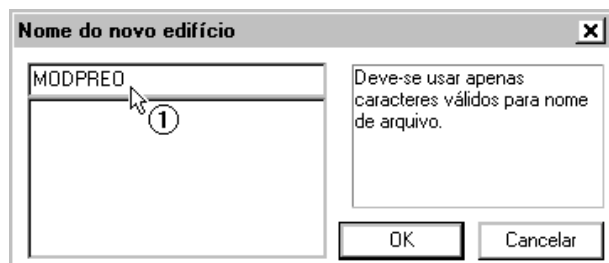 Nome do novo edifício
MODPREO
1
Deve-se usar apenas
caracteres válidos para nome
de arquivo.
OK
Cancelar